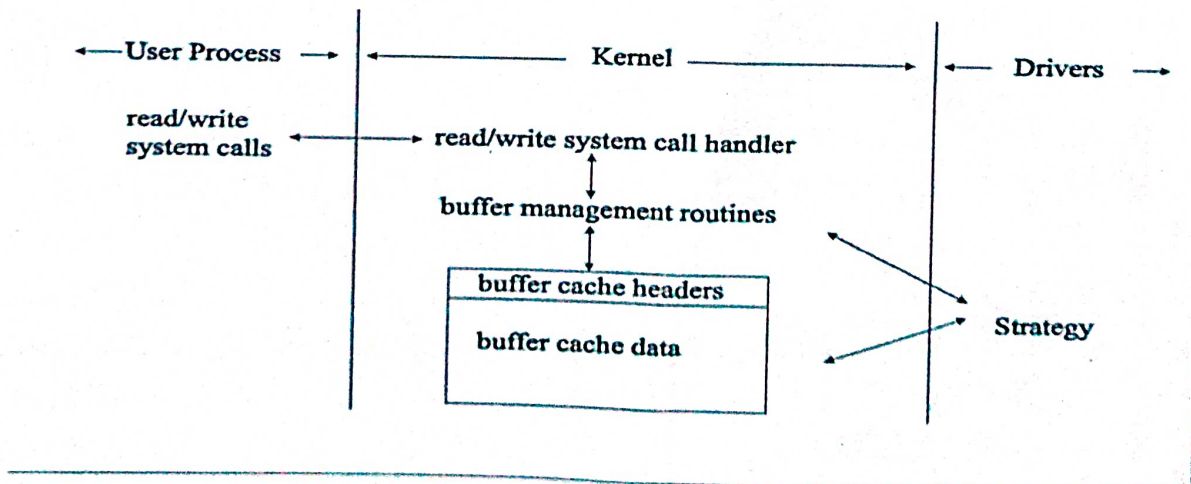 User Process
Kernel
Drivers
read/write
system calls
read/write system call handler
buffer management routines
buffer cache headers
buffer cache data
Strategy